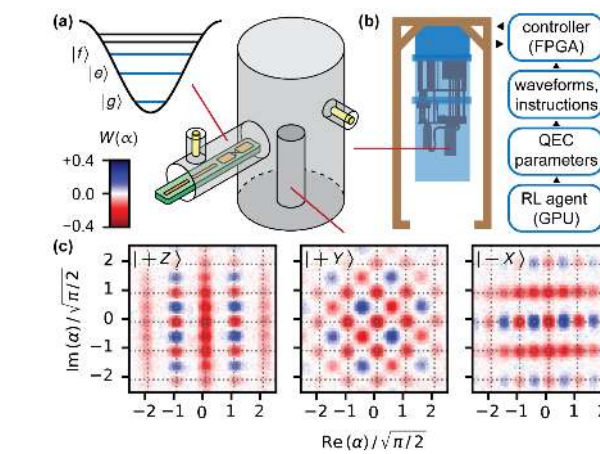 (a)
|f⟩
|e⟩
|g⟩
W(α)
+0.4
0.0
−0.4
(b)
controller
(FPGA)
waveforms,
instructions
QEC
parameters
RL agent
(GPU)
(c)
|+Z⟩
|+Y⟩
|−X⟩
Im(α)/√π/2
2
1
0
−1
−2
−2 −1 0 1 2
−2 −1 0 1 2
−2 −1 0 1 2
Re(α)/√π/2